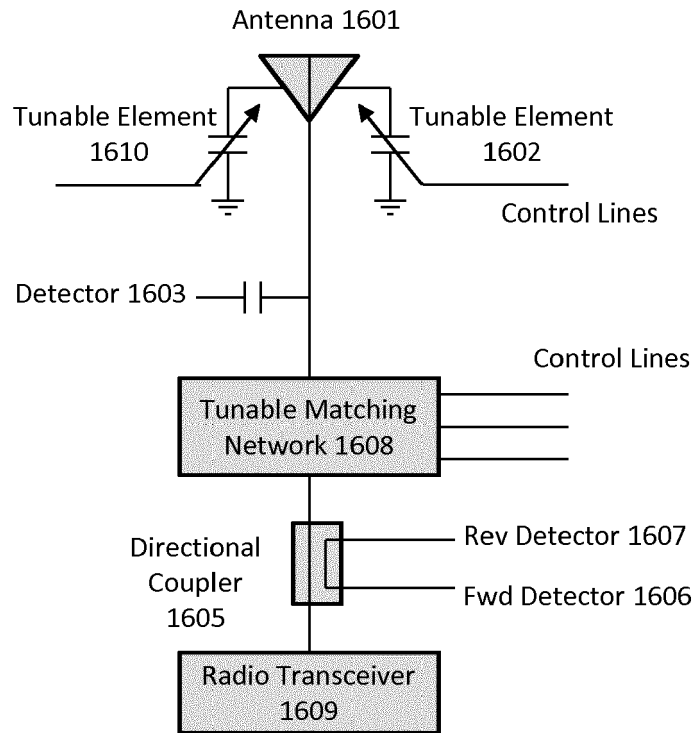 Antenna 1601
Tunable Element
1610
Tunable Element
1602
Control Lines
Detector 1603
Control Lines
Tunable Matching
Network 1608
Directional
Coupler
1605
Rev Detector 1607
Fwd Detector 1606
Radio Transceiver
1609